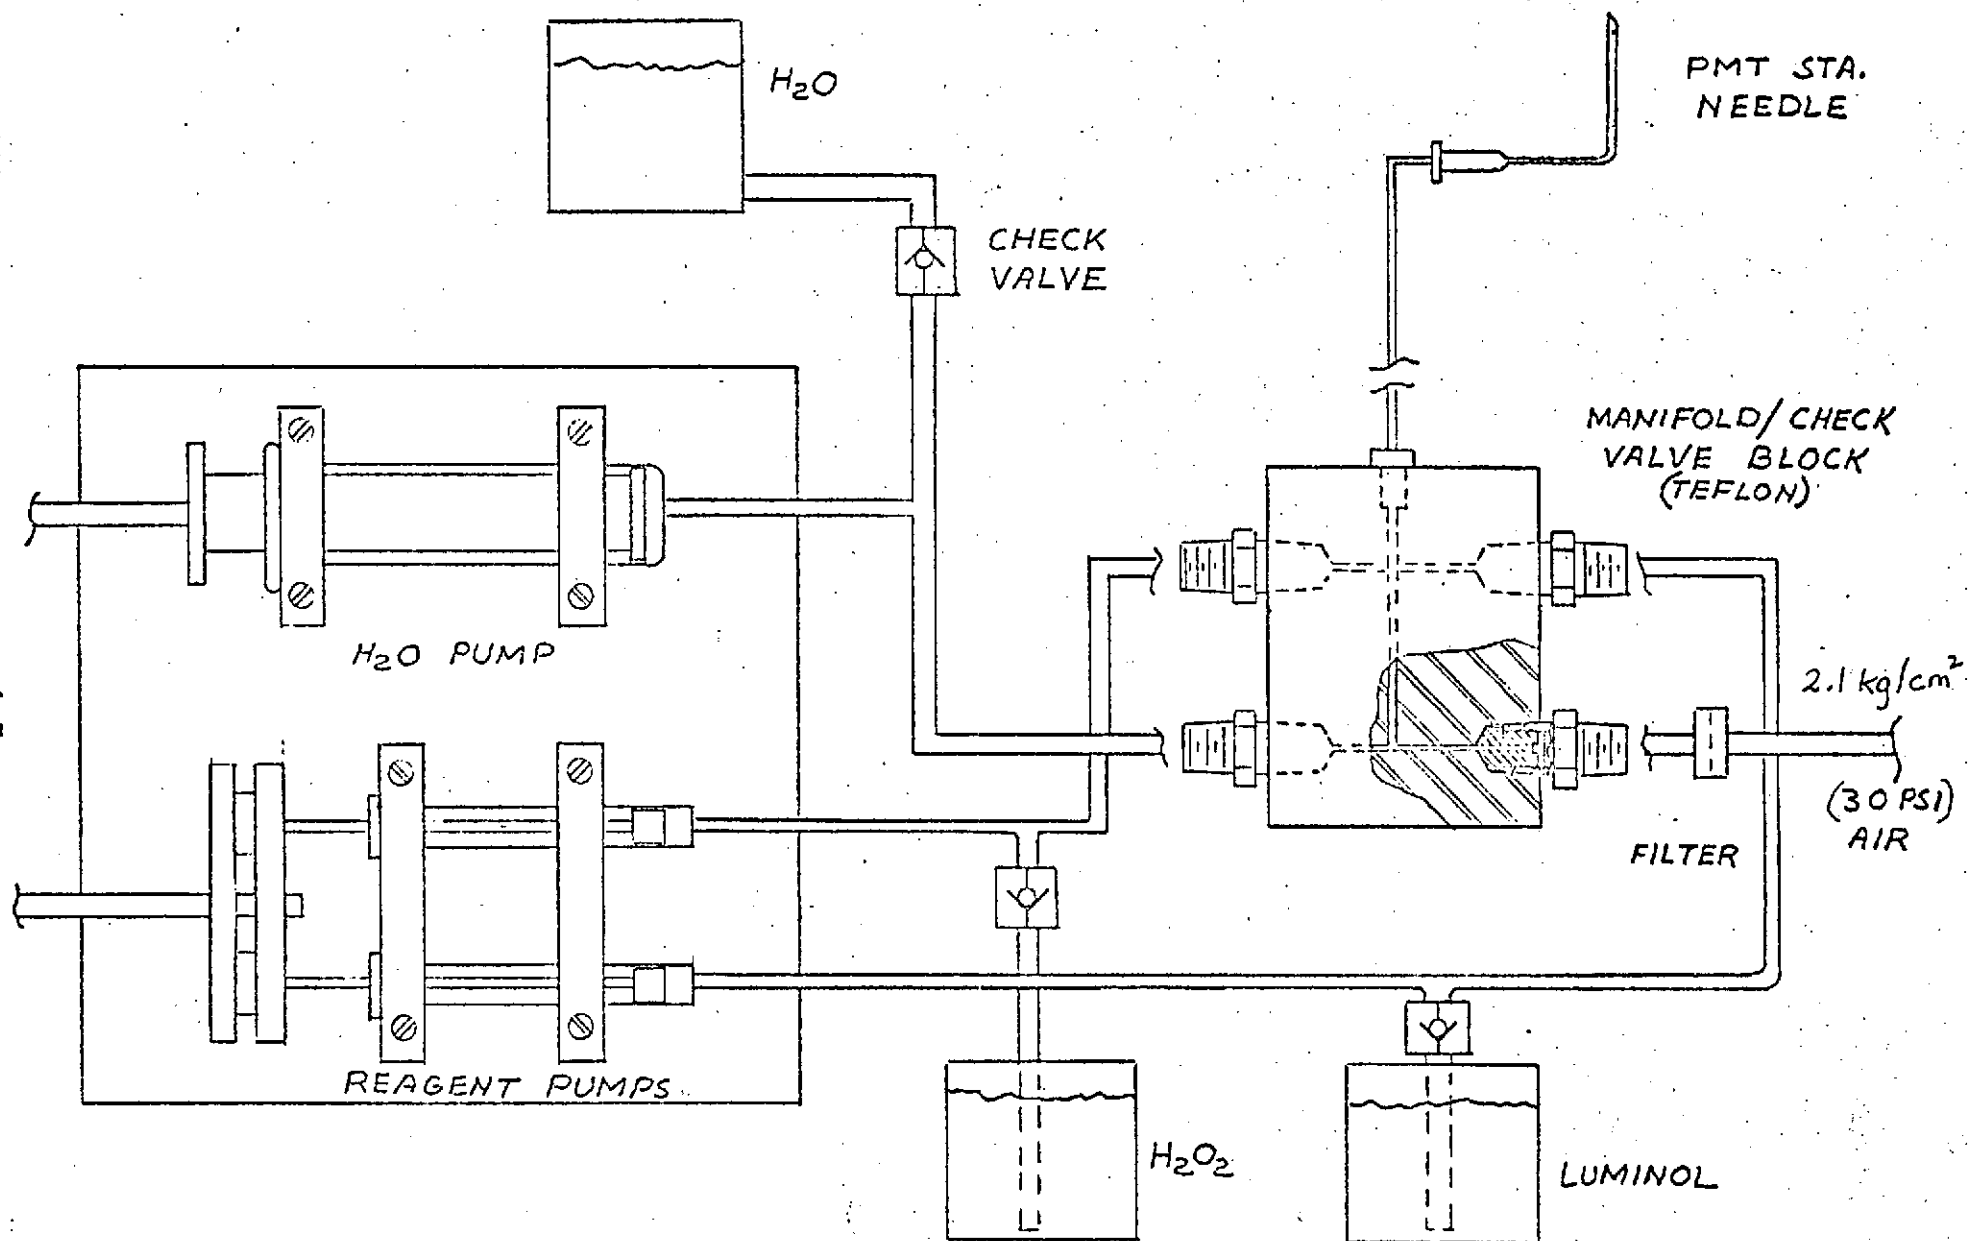 H₂O
PMT STA.
NEEDLE
CHECK
VALVE
MANIFOLD/CHECK
VALVE BLOCK
(TEFLON)
H₂O PUMP
2.1 kg/cm²
(30 PSI)
AIR
FILTER
REAGENT PUMPS
H₂O₂
LUMINOL